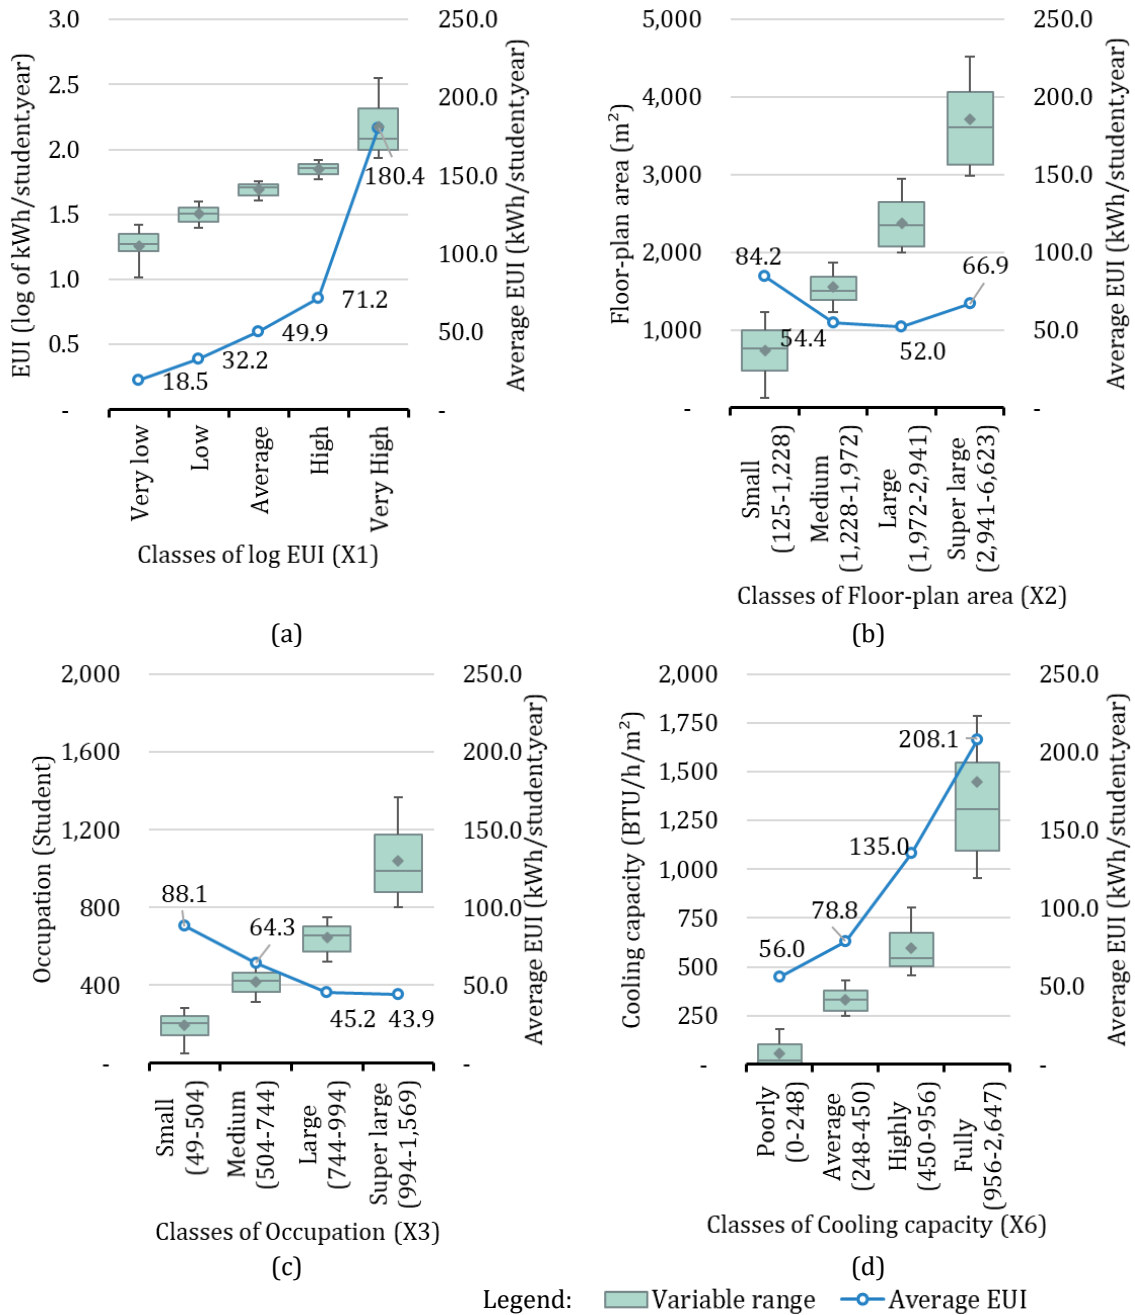 EUI (log of kWh/student.year)
3.0
2.5
2.0
1.5
1.0
0.5
-
250.0
200.0
150.0
100.0
50.0
-
Average EUI (kWh/student.year)
18.5
32.2
49.9
71.2
180.4
Very low
Low
Average
High
Very High
Classes of log EUI (X1)
(a)
Floor-plan area (m²)
5,000
4,000
3,000
2,000
1,000
-
250.0
200.0
150.0
100.0
50.0
-
Average EUI (kWh/student.year)
84.2
54.4
52.0
66.9
Small
(125-1,228)
Medium
(1,228-1,972)
Large
(1,972-2,941)
Super large
(2,941-6,623)
Classes of Floor-plan area (X2)
(b)
Occupation (Student)
2,000
1,600
1,200
800
400
-
250.0
200.0
150.0
100.0
50.0
-
Average EUI (kWh/student.year)
88.1
64.3
45.2
43.9
Small
(49-504)
Medium
(504-744)
Large
(744-994)
Super large
(994-1,569)
Classes of Occupation (X3)
(c)
Cooling capacity (BTU/h/m²)
2,000
1,750
1,500
1,250
1,000
750
500
250
-
250.0
200.0
150.0
100.0
50.0
-
Average EUI (kWh/student.year)
56.0
78.8
135.0
208.1
Poorly
(0-248)
Average
(248-450)
Highly
(450-956)
Fully
(956-2,647)
Classes of Cooling capacity (X6)
(d)
Legend: Variable range Average EUI